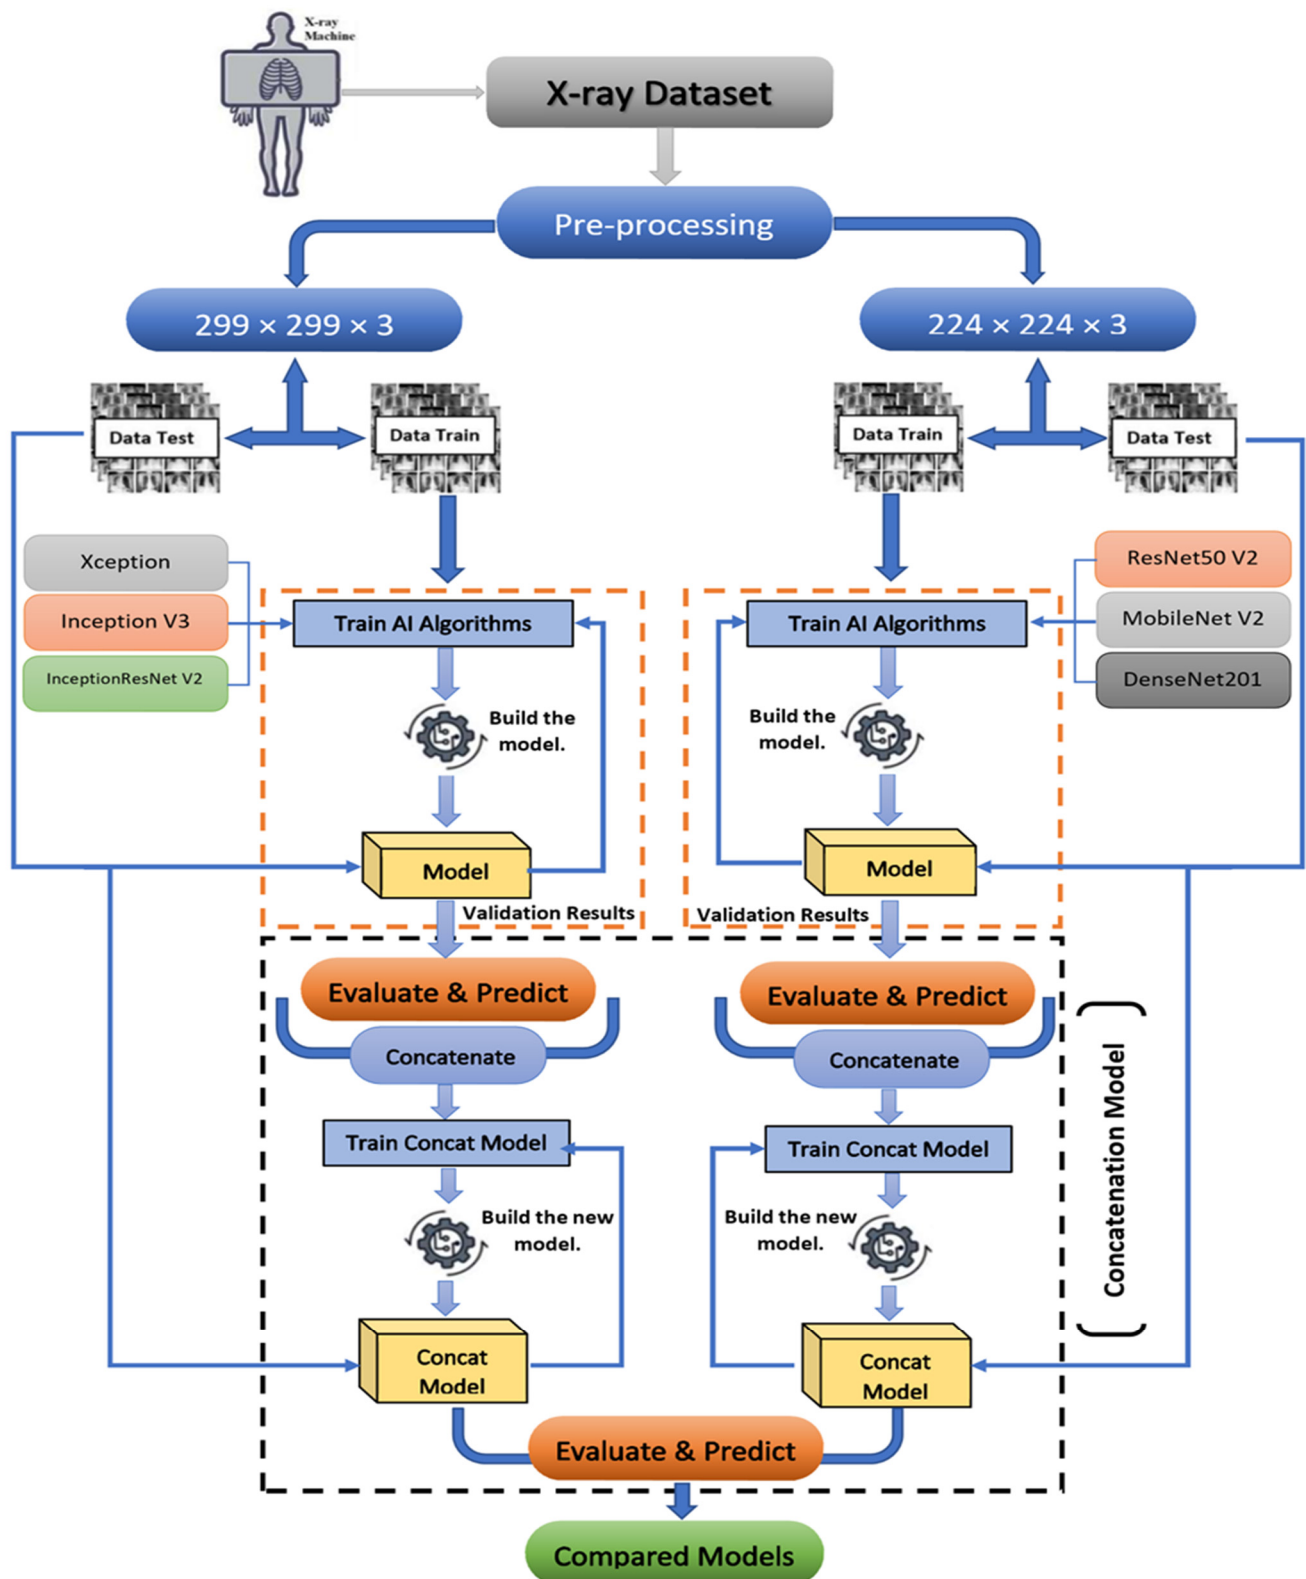 X-ray
Machine
X-ray Dataset
Pre-processing
299 × 299 × 3
224 × 224 × 3
Data Test
Data Train
Data Train
Data Test
Xception
Inception V3
InceptionResNet V2
Train AI Algorithms
Train AI Algorithms
ResNet50 V2
MobileNet V2
DenseNet201
Build the
model.
Build the
model.
Model
Model
Validation Results
Validation Results
Evaluate & Predict
Evaluate & Predict
Concatenate
Concatenate
Train Concat Model
Train Concat Model
Build the new
model.
Build the new
model.
Concatenation Model
Concat
Model
Concat
Model
Evaluate & Predict
Compared Models